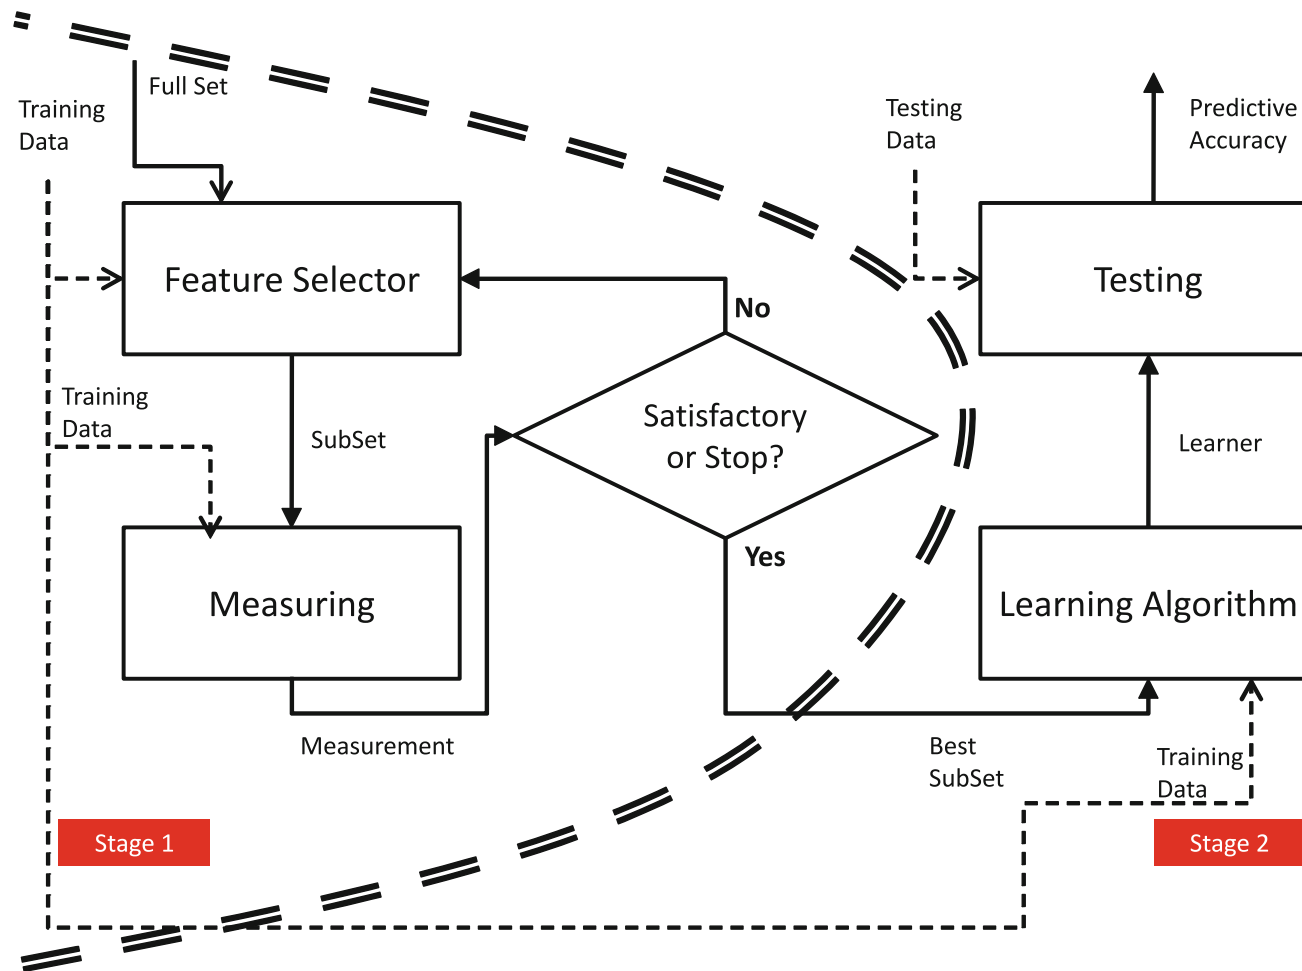 Full Set
Training
Data
Testing
Data
Predictive
Accuracy
Feature Selector
Testing
No
Training
Data
SubSet
Satisfactory
or Stop?
Learner
Yes
Measuring
Learning Algorithm
Measurement
Best
SubSet
Training
Data
Stage 1
Stage 2